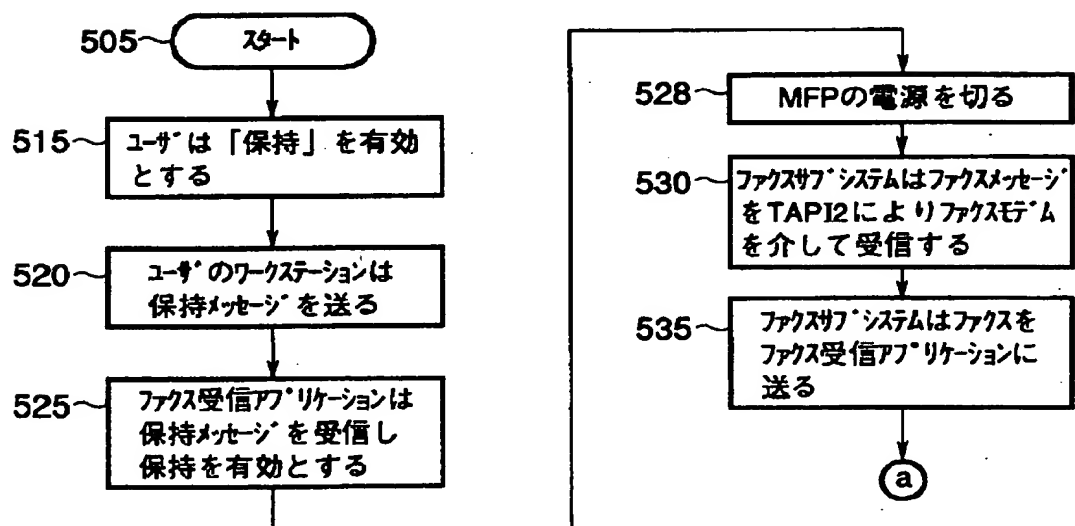 505 スタート
515 ユーザは「保持」を有効
とする
520 ユーザのワークステーションは
保持メッセージを送る
525 ファクス受信アプリケーションは
保持メッセージを受信し
保持を有効とする
528 MFPの電源を切る
530 ファクスサブシステムはファクスメッセージ
をTAPI2によりファクスモデム
を介して受信する
535 ファクスサブシステムはファクスを
ファクス受信アプリケーションに
送る
a